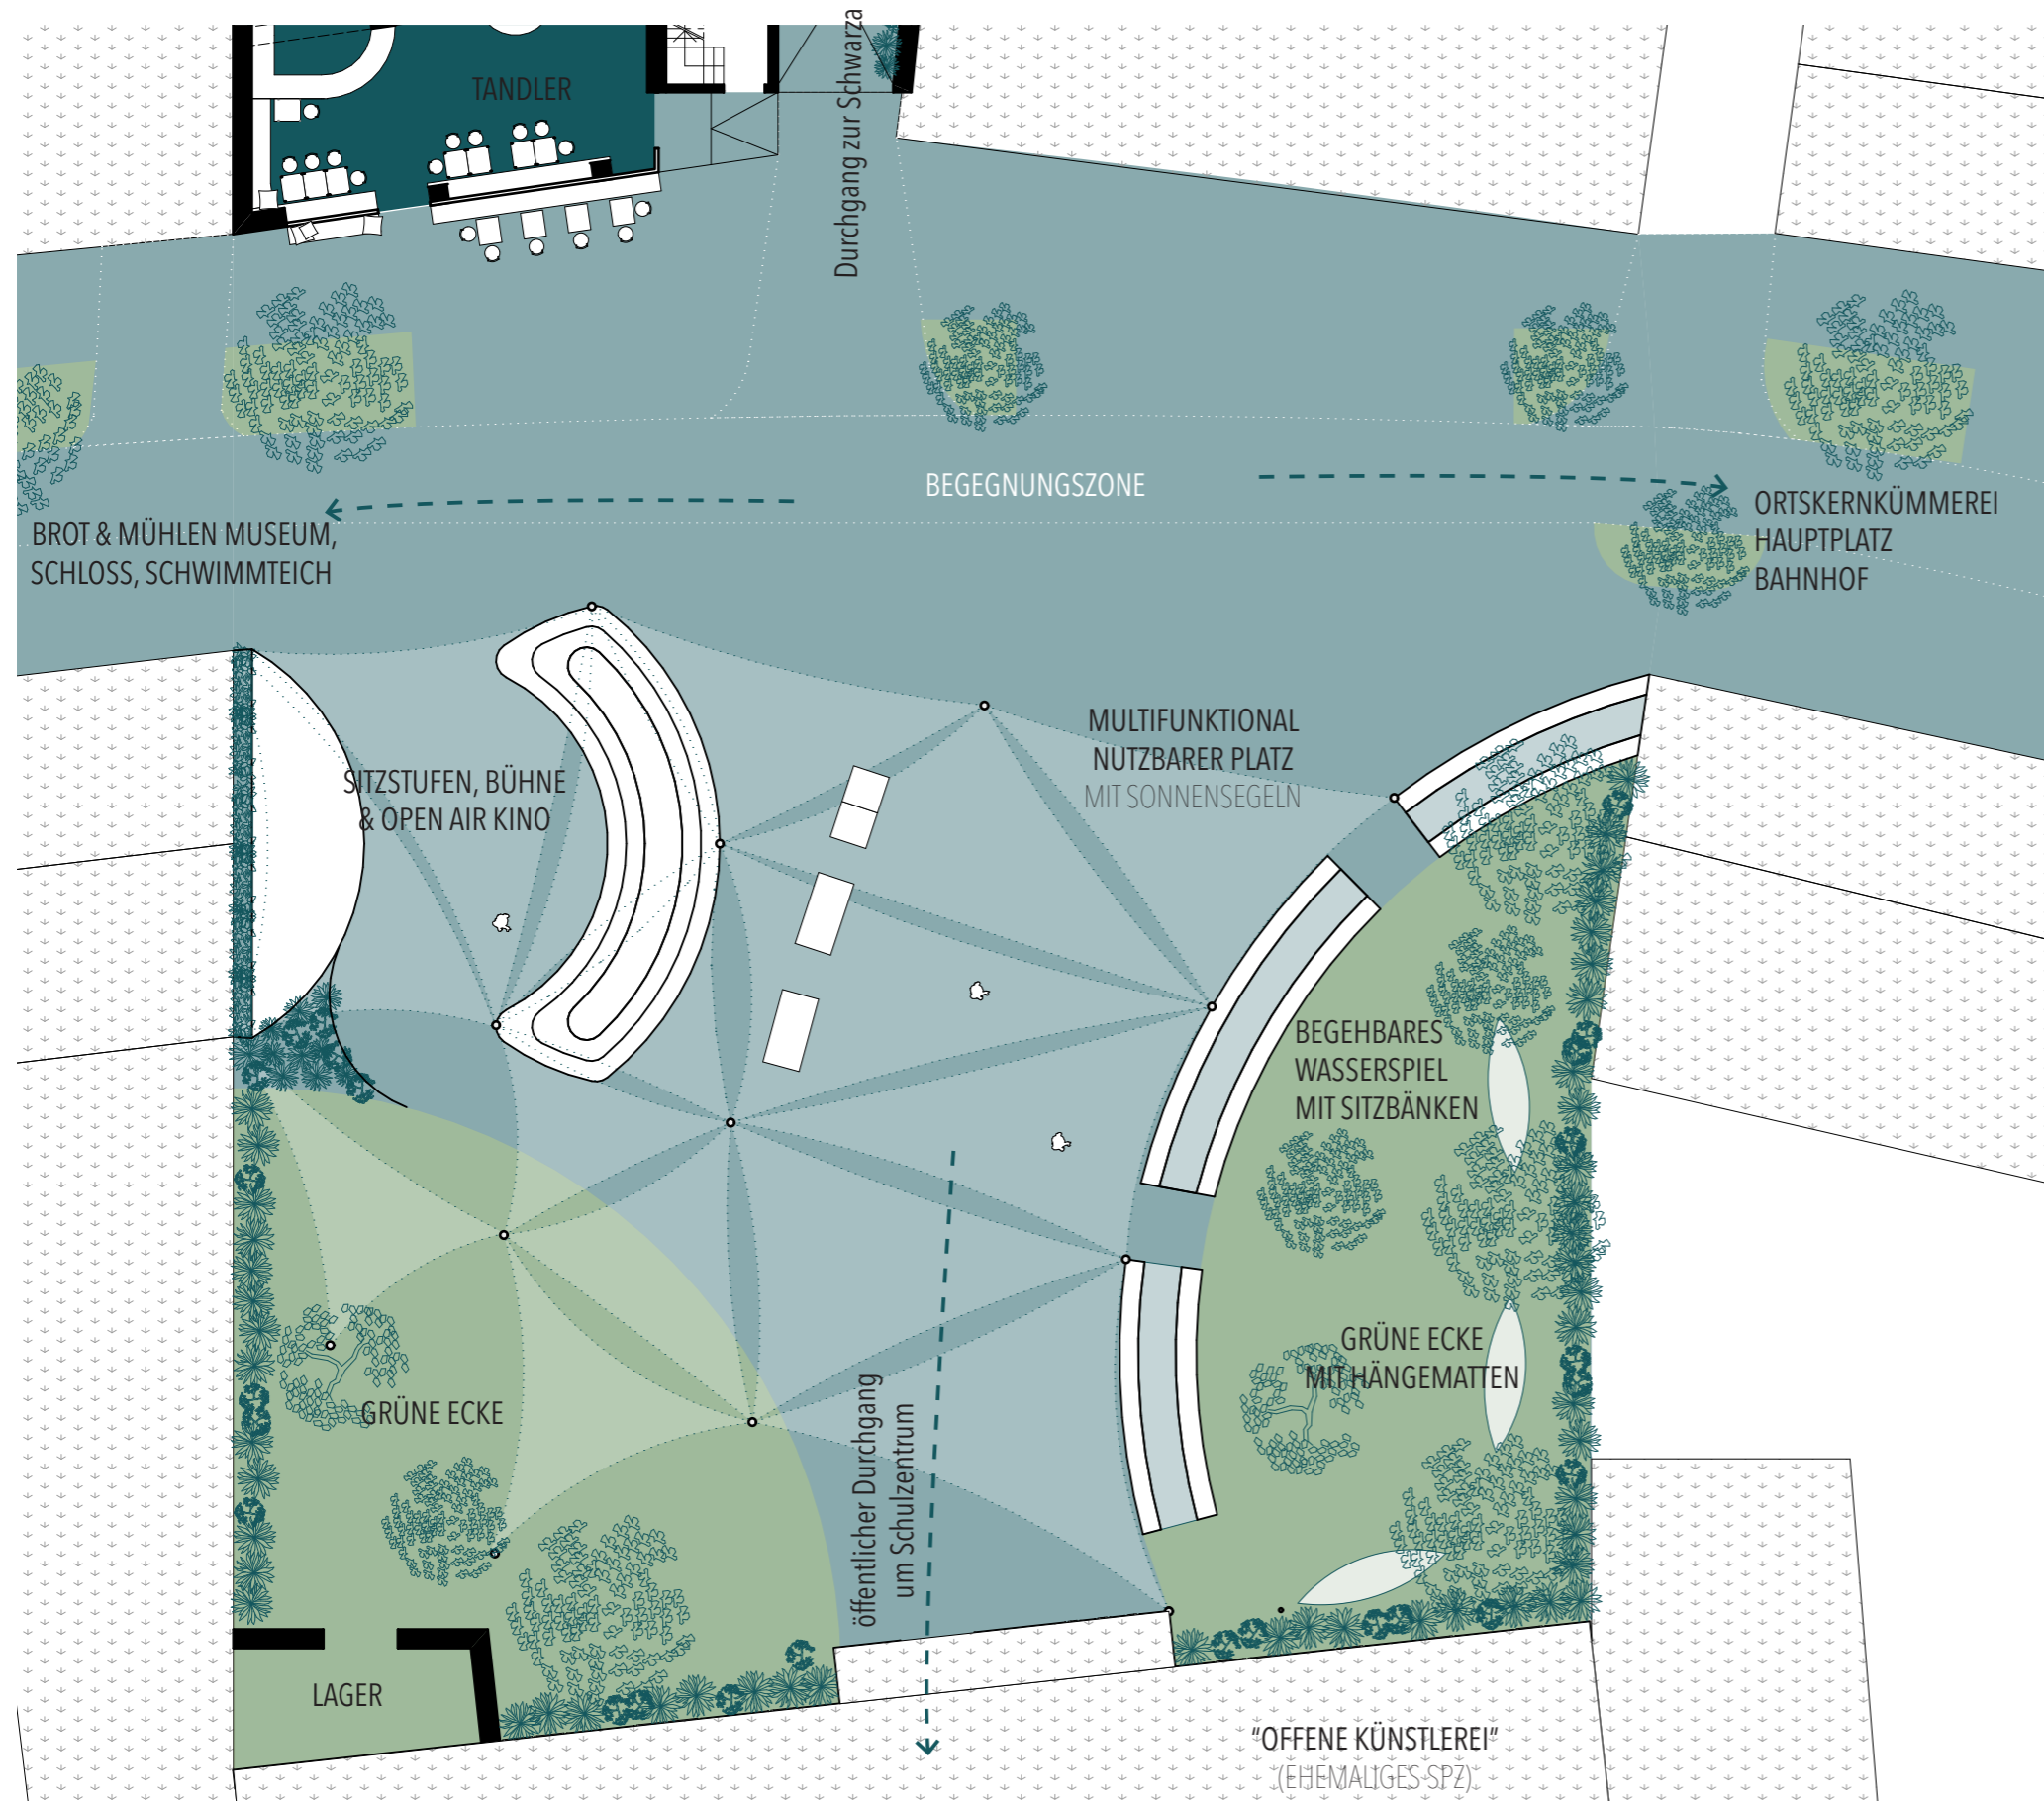 TANDLER
Durchgang zur Schwarza
BEGEGNUNGSZONE
BROT & MÜHLEN MUSEUM,
SCHLOSS, SCHWIMMTEICH
ORTSKERNKÜMMEREI
HAUPTPLATZ
BAHNHOF
SITZSTUFEN, BÜHNE
& OPEN AIR KINO
MULTIFUNKTIONAL
NUTZBARER PLATZ
MIT SONNENSEGELN
BEGEHBARES
WASSERSPIEL
MIT SITZBÄNKEN
GRÜNE ECKE
MIT HÄNGEMATTEN
GRÜNE ECKE
öffentlicher Durchgang
um Schulzentrum
LAGER
"OFFENE KÜNSTLEREI"
(EHEMALIGES SPZ)